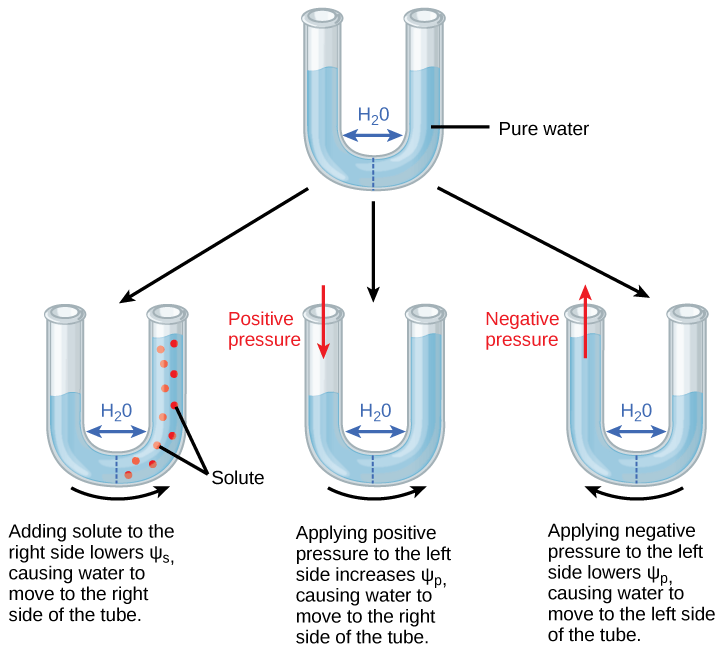 H₂0
Pure water
Positive
pressure
Negative
pressure
H₂0
H₂0
H₂0
Solute
Adding solute to the
right side lowers ψₛ,
causing water to
move to the right
side of the tube.
Applying positive
pressure to the left
side increases ψₚ,
causing water to
move to the right
side of the tube.
Applying negative
pressure to the left
side lowers ψₚ,
causing water to
move to the left side
of the tube.